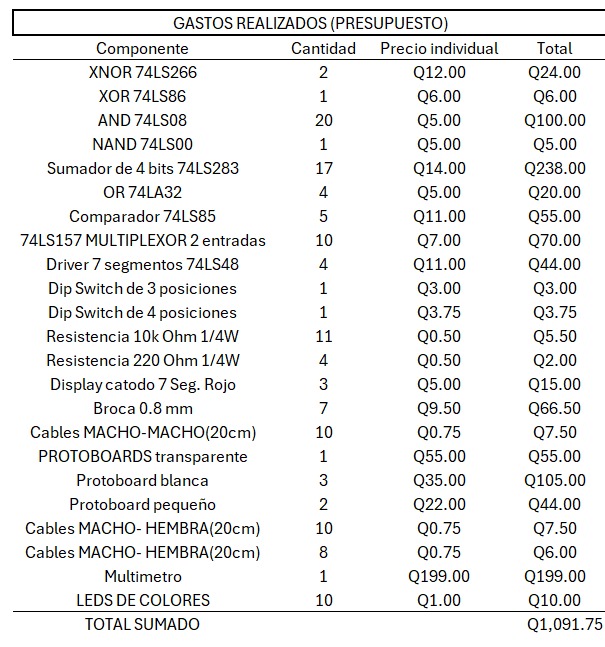 GASTOS REALIZADOS (PRESUPUESTO)
Componente Cantidad Precio individual Total
XNOR 74LS266 2 Q12.00 Q24.00
XOR 74LS86 1 Q6.00 Q6.00
AND 74LS08 20 Q5.00 Q100.00
NAND 74LS00 1 Q5.00 Q5.00
Sumador de 4 bits 74LS283 17 Q14.00 Q238.00
OR 74LA32 4 Q5.00 Q20.00
Comparador 74LS85 5 Q11.00 Q55.00
74LS157 MULTIPLEXOR 2 entradas 10 Q7.00 Q70.00
Driver 7 segmentos 74LS48 4 Q11.00 Q44.00
Dip Switch de 3 posiciones 1 Q3.00 Q3.00
Dip Switch de 4 posiciones 1 Q3.75 Q3.75
Resistencia 10k Ohm 1/4W 11 Q0.50 Q5.50
Resistencia 220 Ohm 1/4W 4 Q0.50 Q2.00
Display catodo 7 Seg. Rojo 3 Q5.00 Q15.00
Broca 0.8 mm 7 Q9.50 Q66.50
Cables MACHO-MACHO(20cm) 10 Q0.75 Q7.50
PROTOBOARDS transparente 1 Q55.00 Q55.00
Protoboard blanca 3 Q35.00 Q105.00
Protoboard pequeño 2 Q22.00 Q44.00
Cables MACHO- HEMBRA(20cm) 10 Q0.75 Q7.50
Cables MACHO- HEMBRA(20cm) 8 Q0.75 Q6.00
Multimetro 1 Q199.00 Q199.00
LEDS DE COLORES 10 Q1.00 Q10.00
TOTAL SUMADO Q1,091.75